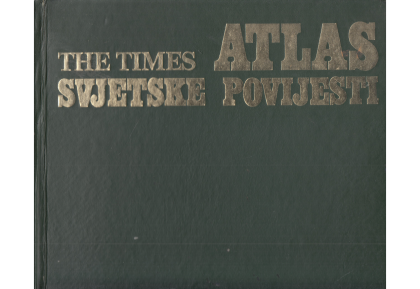 THE TIMES ATLAS
SVJETSKE POVIJESTI